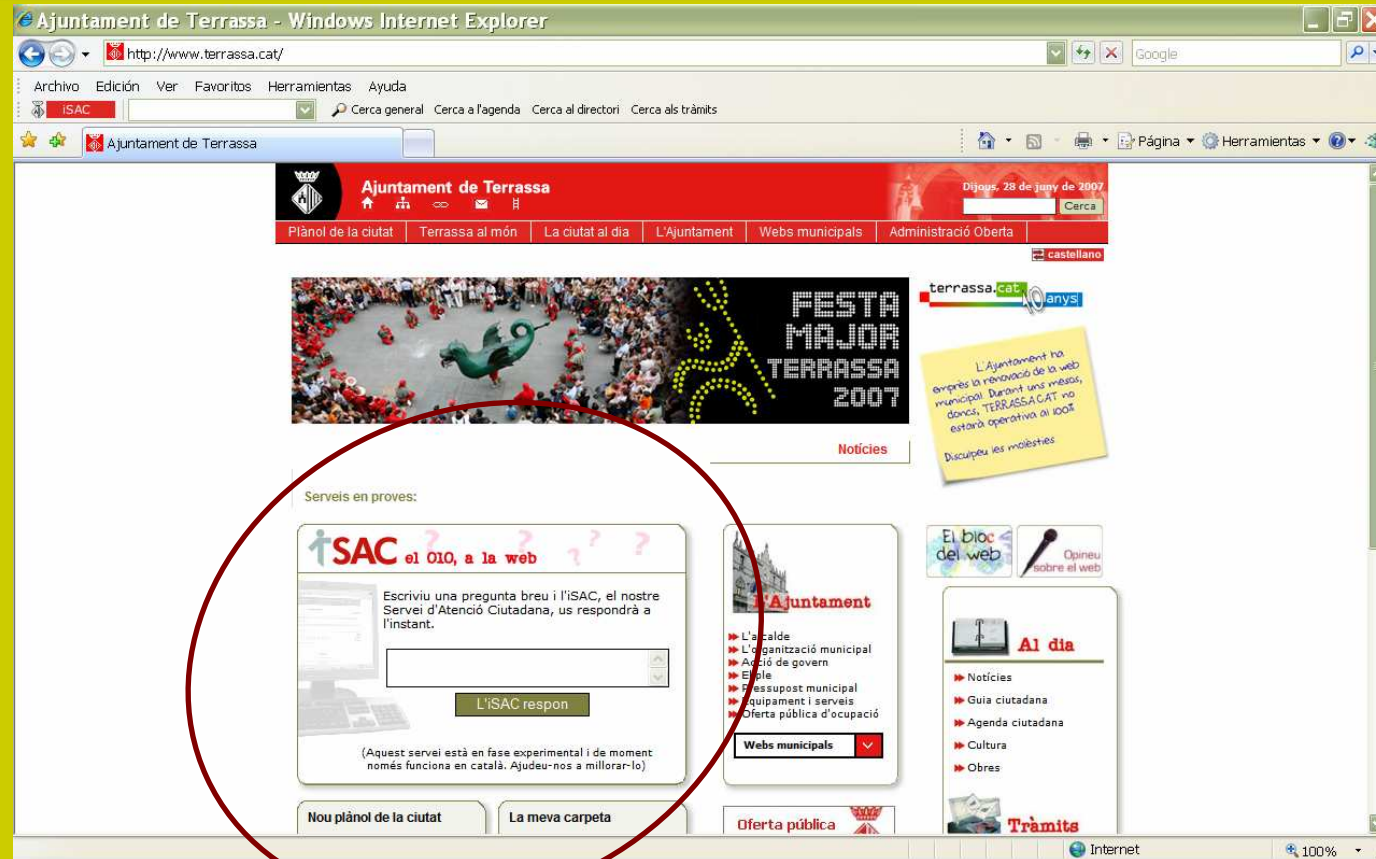 Ajuntament de Terrassa - Windows Internet Explorer
http://www.terrassa.cat/
Google
Archivo Edición Ver Favoritos Herramientas Ayuda
iSAC Cerca general Cerca a l'agenda Cerca al directori Cerca als tràmits
Ajuntament de Terrassa
Página Herramientas
Ajuntament de Terrassa
Dijous, 28 de juny de 2007
Cerca
Plànol de la ciutat Terrassa al món La ciutat al dia L'Ajuntament Webs municipals Administració Oberta
castellano
FESTA
MAJOR
TERRASSA
2007
terrassa.cat 10 anys
L'Ajuntament ha
emprès la renovació de la web
municipal. Durant uns mesos,
doncs, TERRASSA.CAT no
estarà operativa al 100%
Disculpeu les molèsties
Notícies
Serveis en proves:
iSAC el 010, a la web
Escriviu una pregunta breu i l'iSAC, el nostre
Servei d'Atenció Ciutadana, us respondrà a
l'instant.
L'iSAC respon
(Aquest servei està en fase experimental i de moment
només funciona en català. Ajudeu-nos a millorar-lo)
Nou plànol de la ciutat
La meva carpeta
L'Ajuntament
L'alcalde
L'organització municipal
Acció de govern
El ple
Pressupost municipal
Equipament i serveis
Oferta pública d'ocupació
Webs municipals
Oferta pública
El bloc
del web
Opineu
sobre el web
Al dia
Notícies
Guia ciutadana
Agenda ciutadana
Cultura
Obres
Tràmits
Internet 100%